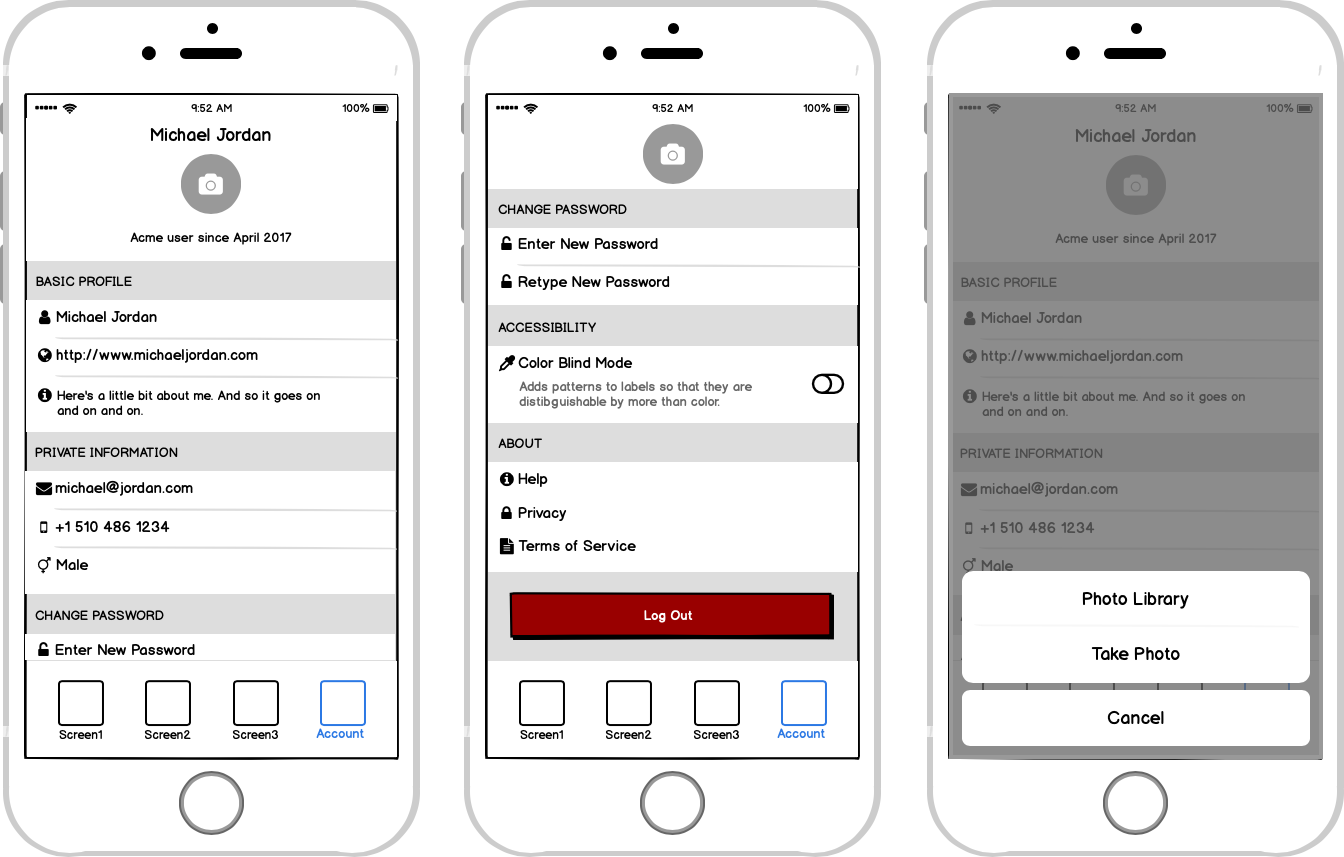 9:52 AM
100%
Michael Jordan
Acme user since April 2017
BASIC PROFILE
Michael Jordan
http://www.michaeljordan.com
Here's a little bit about me. And so it goes on
and on and on.
PRIVATE INFORMATION
michael@jordan.com
+1 510 486 1234
Male
CHANGE PASSWORD
Enter New Password
Screen1
Screen2
Screen3
Account
9:52 AM
100%
CHANGE PASSWORD
Enter New Password
Retype New Password
ACCESSIBILITY
Color Blind Mode
Adds patterns to labels so that they are
distibguishable by more than color.
ABOUT
Help
Privacy
Terms of Service
Log Out
Screen1
Screen2
Screen3
Account
9:52 AM
100%
Michael Jordan
Acme user since April 2017
BASIC PROFILE
Michael Jordan
http://www.michaeljordan.com
Here's a little bit about me. And so it goes on
and on and on.
PRIVATE INFORMATION
michael@jordan.com
+1 510 486 1234
Male
Photo Library
Take Photo
Cancel